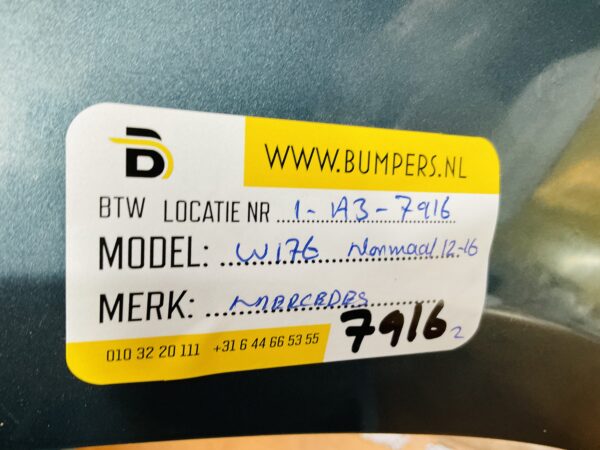 B
WWW.BUMPERS.NL
BTW LOCATIE NR 1-A3-7916
MODEL: W176 Normaal 12-16
MERK: MERCEDES
7916 2
010 32 20 111 +31 6 44 66 53 55